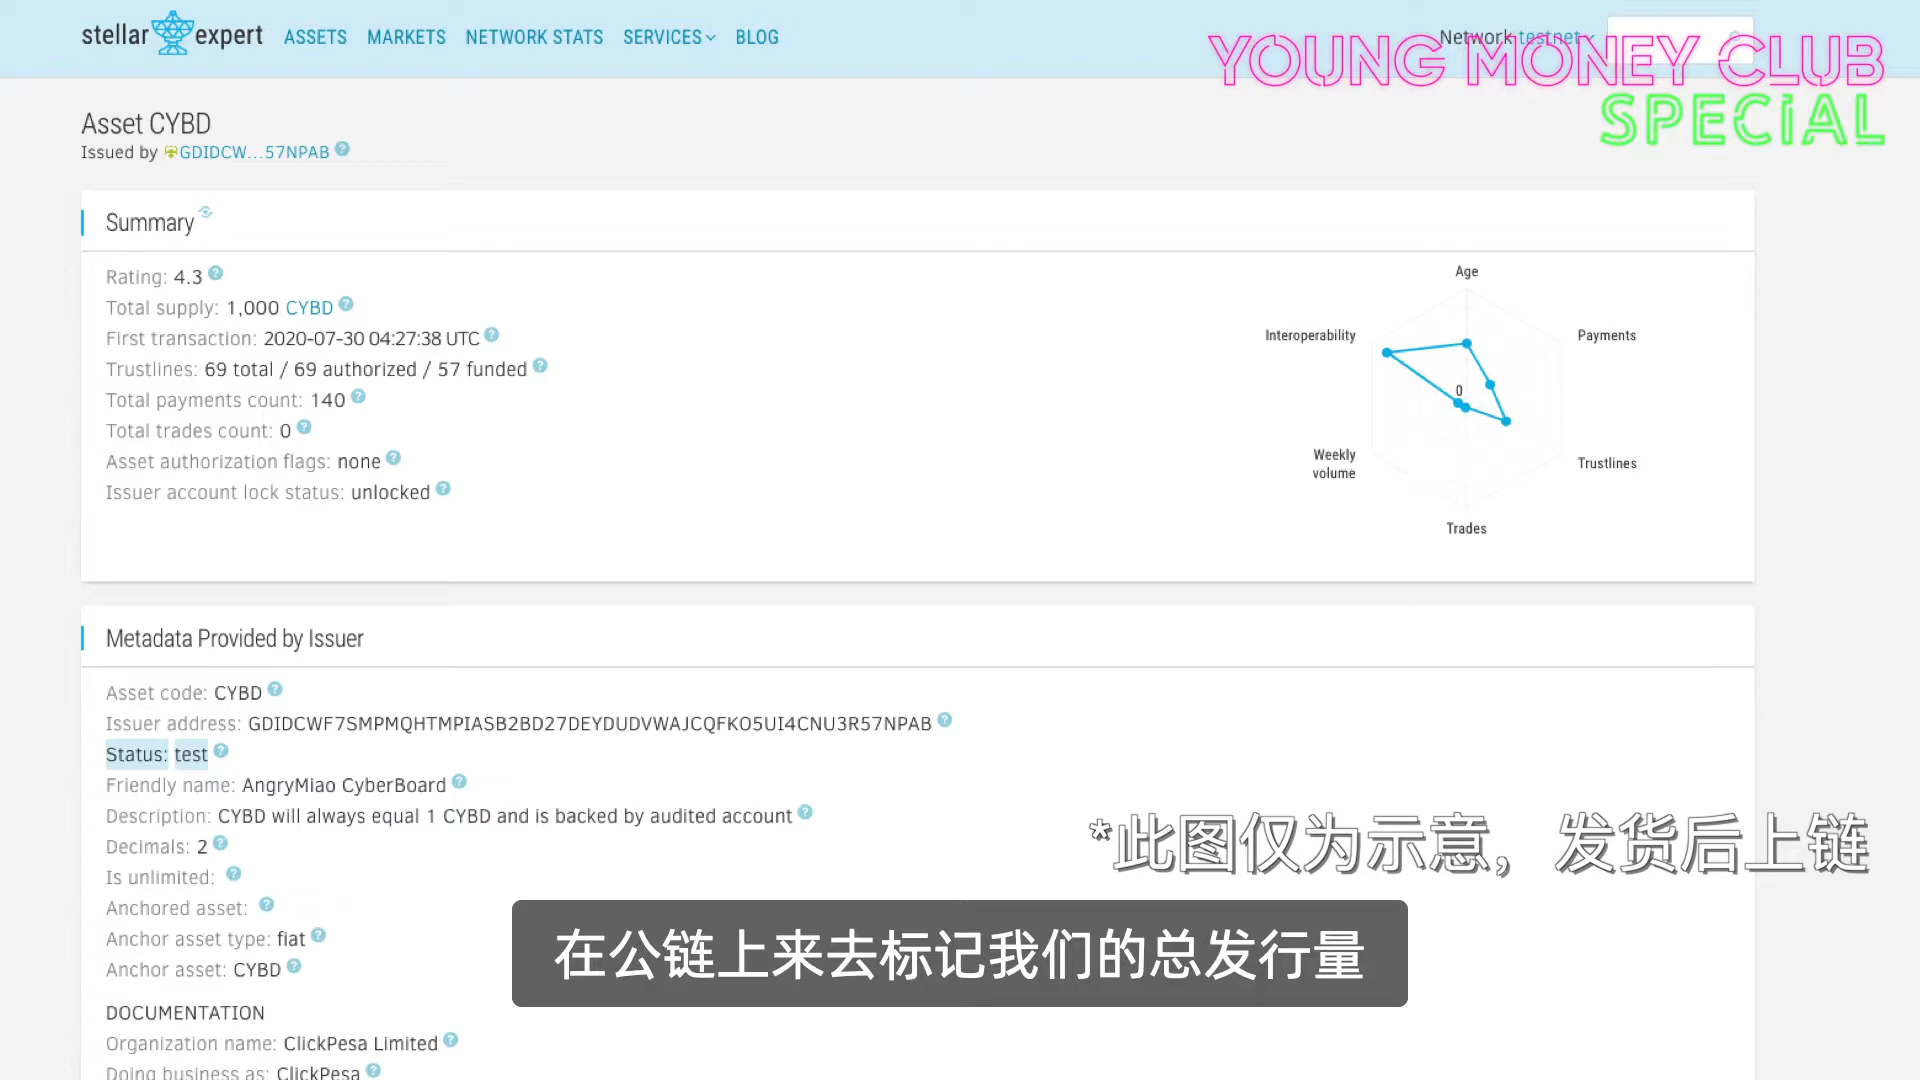 stellar expert ASSETS MARKETS NETWORK STATS SERVICES BLOG Network testnet
YOUNG MONEY CLUB
SPECIAL
Asset CYBD
Issued by GDIDCW...57NPAB
Summary
Rating: 4.3
Total supply: 1,000 CYBD
First transaction: 2020-07-30 04:27:38 UTC
Trustlines: 69 total / 69 authorized / 57 funded
Total payments count: 140
Total trades count: 0
Asset authorization flags: none
Issuer account lock status: unlocked
Age
Interoperability
Payments
0
Weekly
volume
Trustlines
Trades
Metadata Provided by Issuer
Asset code: CYBD
Issuer address: GDIDCWF7SMPMQHTMPIASB2BD27DEYDUDVWAJCQFKO5UI4CNU3R57NPAB
Status: test
Friendly name: AngryMiao CyberBoard
Description: CYBD will always equal 1 CYBD and is backed by audited account
Decimals: 2
Is unlimited:
Anchored asset:
Anchor asset type: fiat
Anchor asset: CYBD
*此图仅为示意，发货后上链
在公链上来去标记我们的总发行量
DOCUMENTATION
Organization name: ClickPesa Limited
Doing business as: ClickPesa